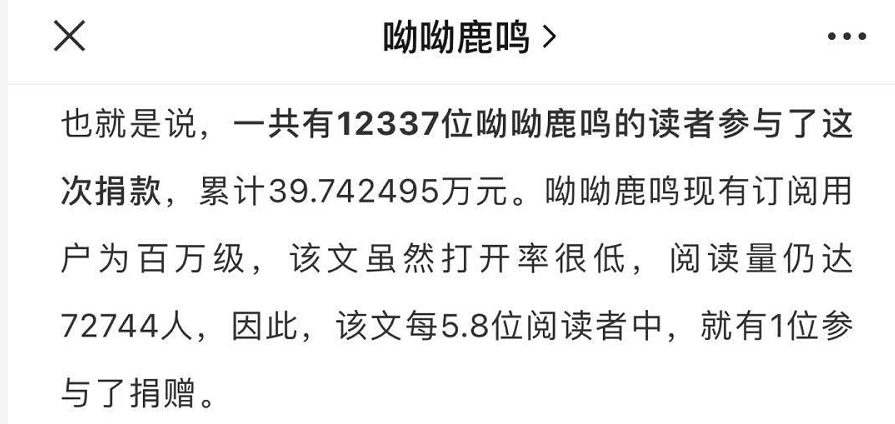 呦呦鹿鸣
也就是说，一共有12337位呦呦鹿鸣的读者参与了这
次捐款，累计39.742495万元。呦呦鹿鸣现有订阅用
户为百万级，该文虽然打开率很低，阅读量仍达
72744人，因此，该文每5.8位阅读者中，就有1位参
与了捐赠。